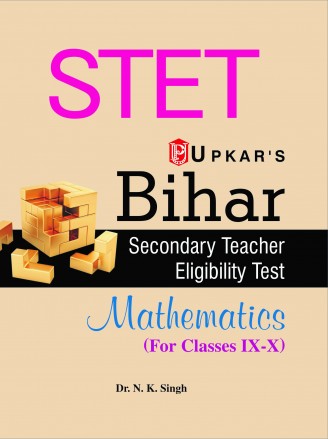 STET
UPKAR'S
Bihar
Secondary Teacher
Eligibility Test
Mathematics
(For Classes IX-X)
Dr. N. K. Singh